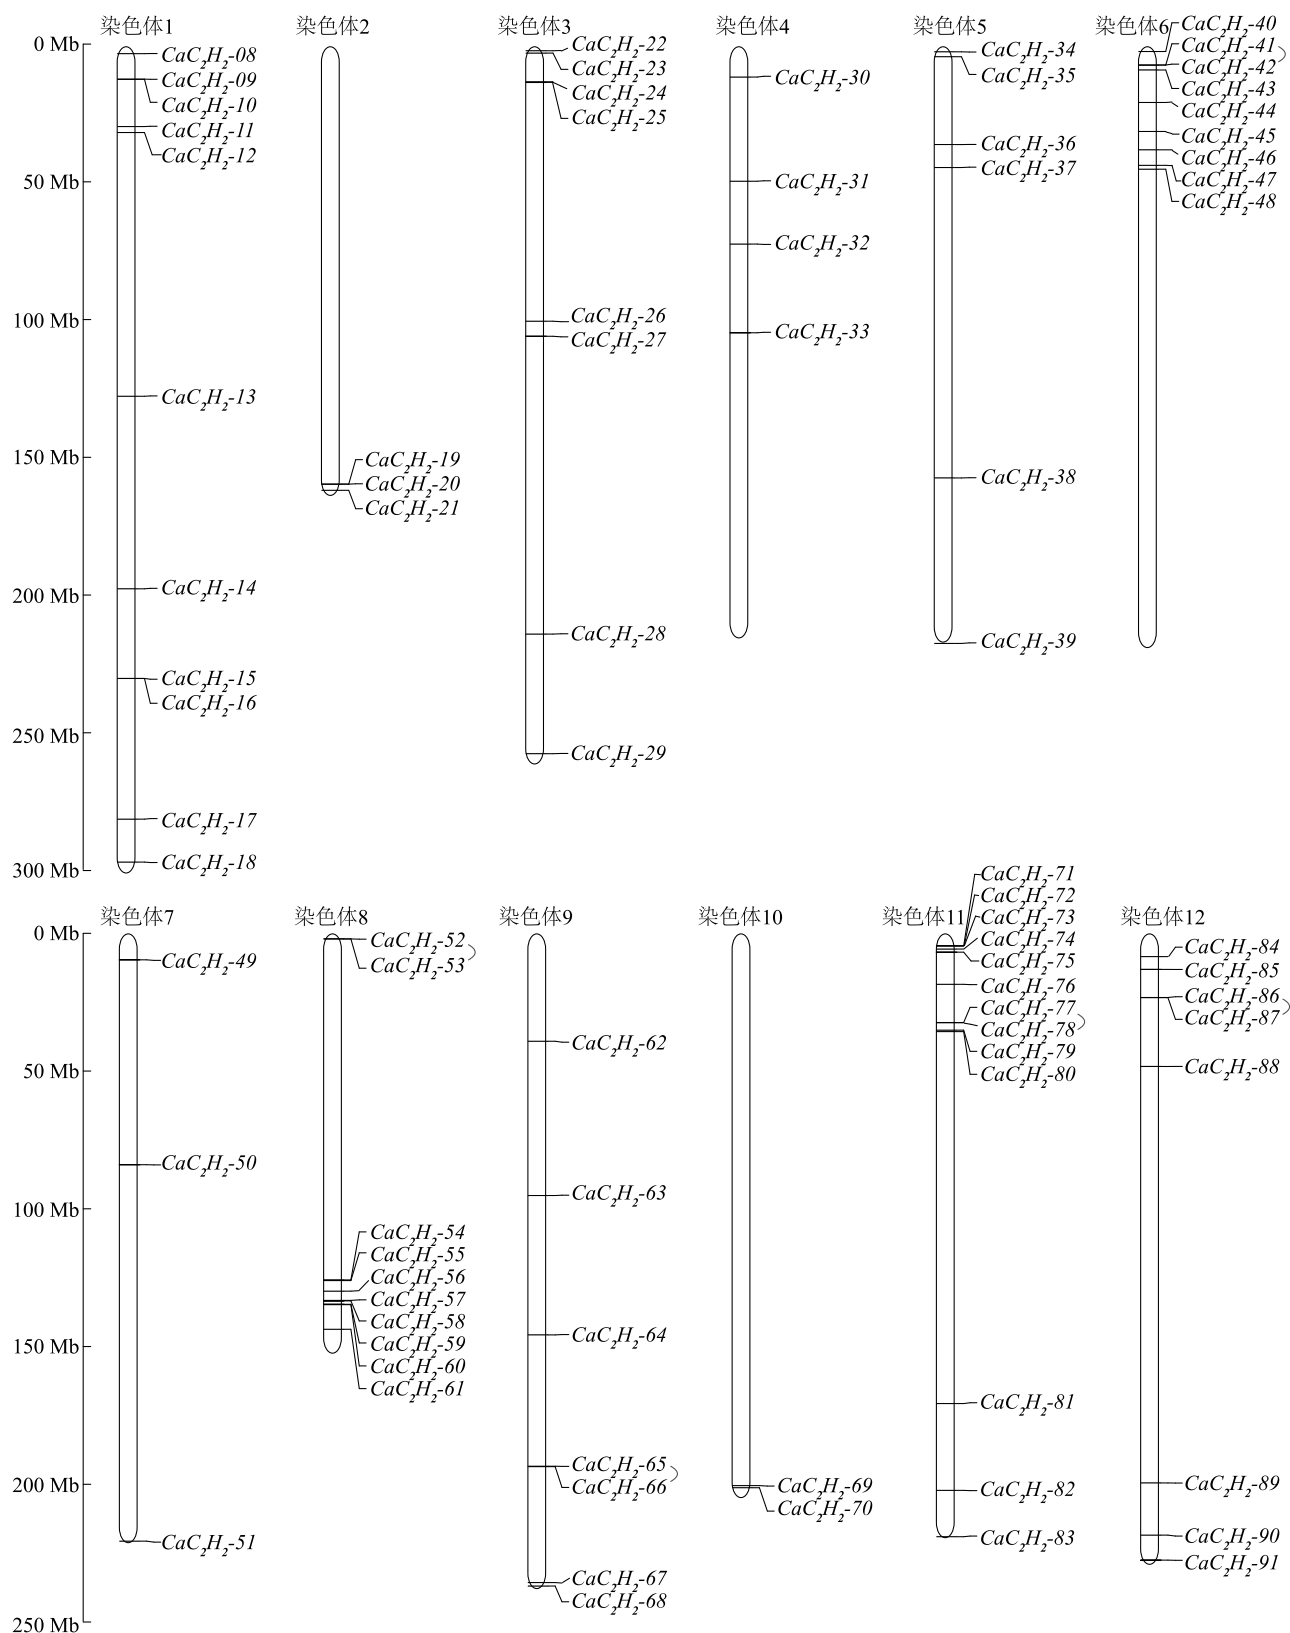 染色体1
0 Mb
50 Mb
100 Mb
150 Mb
200 Mb
250 Mb
300 Mb
CaC2H2-08
CaC2H2-09
CaC2H2-10
CaC2H2-11
CaC2H2-12
CaC2H2-13
CaC2H2-14
CaC2H2-15
CaC2H2-16
CaC2H2-17
CaC2H2-18
染色体2
CaC2H2-19
CaC2H2-20
CaC2H2-21
染色体3
CaC2H2-22
CaC2H2-23
CaC2H2-24
CaC2H2-25
CaC2H2-26
CaC2H2-27
CaC2H2-28
CaC2H2-29
染色体4
CaC2H2-30
CaC2H2-31
CaC2H2-32
CaC2H2-33
染色体5
CaC2H2-34
CaC2H2-35
CaC2H2-36
CaC2H2-37
CaC2H2-38
CaC2H2-39
染色体6
CaC2H2-40
CaC2H2-41
CaC2H2-42
CaC2H2-43
CaC2H2-44
CaC2H2-45
CaC2H2-46
CaC2H2-47
CaC2H2-48
染色体7
0 Mb
50 Mb
100 Mb
150 Mb
200 Mb
250 Mb
CaC2H2-49
CaC2H2-50
CaC2H2-51
染色体8
CaC2H2-52
CaC2H2-53
CaC2H2-54
CaC2H2-55
CaC2H2-56
CaC2H2-57
CaC2H2-58
CaC2H2-59
CaC2H2-60
CaC2H2-61
染色体9
CaC2H2-62
CaC2H2-63
CaC2H2-64
CaC2H2-65
CaC2H2-66
CaC2H2-67
CaC2H2-68
染色体10
CaC2H2-69
CaC2H2-70
染色体11
CaC2H2-71
CaC2H2-72
CaC2H2-73
CaC2H2-74
CaC2H2-75
CaC2H2-76
CaC2H2-77
CaC2H2-78
CaC2H2-79
CaC2H2-80
CaC2H2-81
CaC2H2-82
CaC2H2-83
染色体12
CaC2H2-84
CaC2H2-85
CaC2H2-86
CaC2H2-87
CaC2H2-88
CaC2H2-89
CaC2H2-90
CaC2H2-91